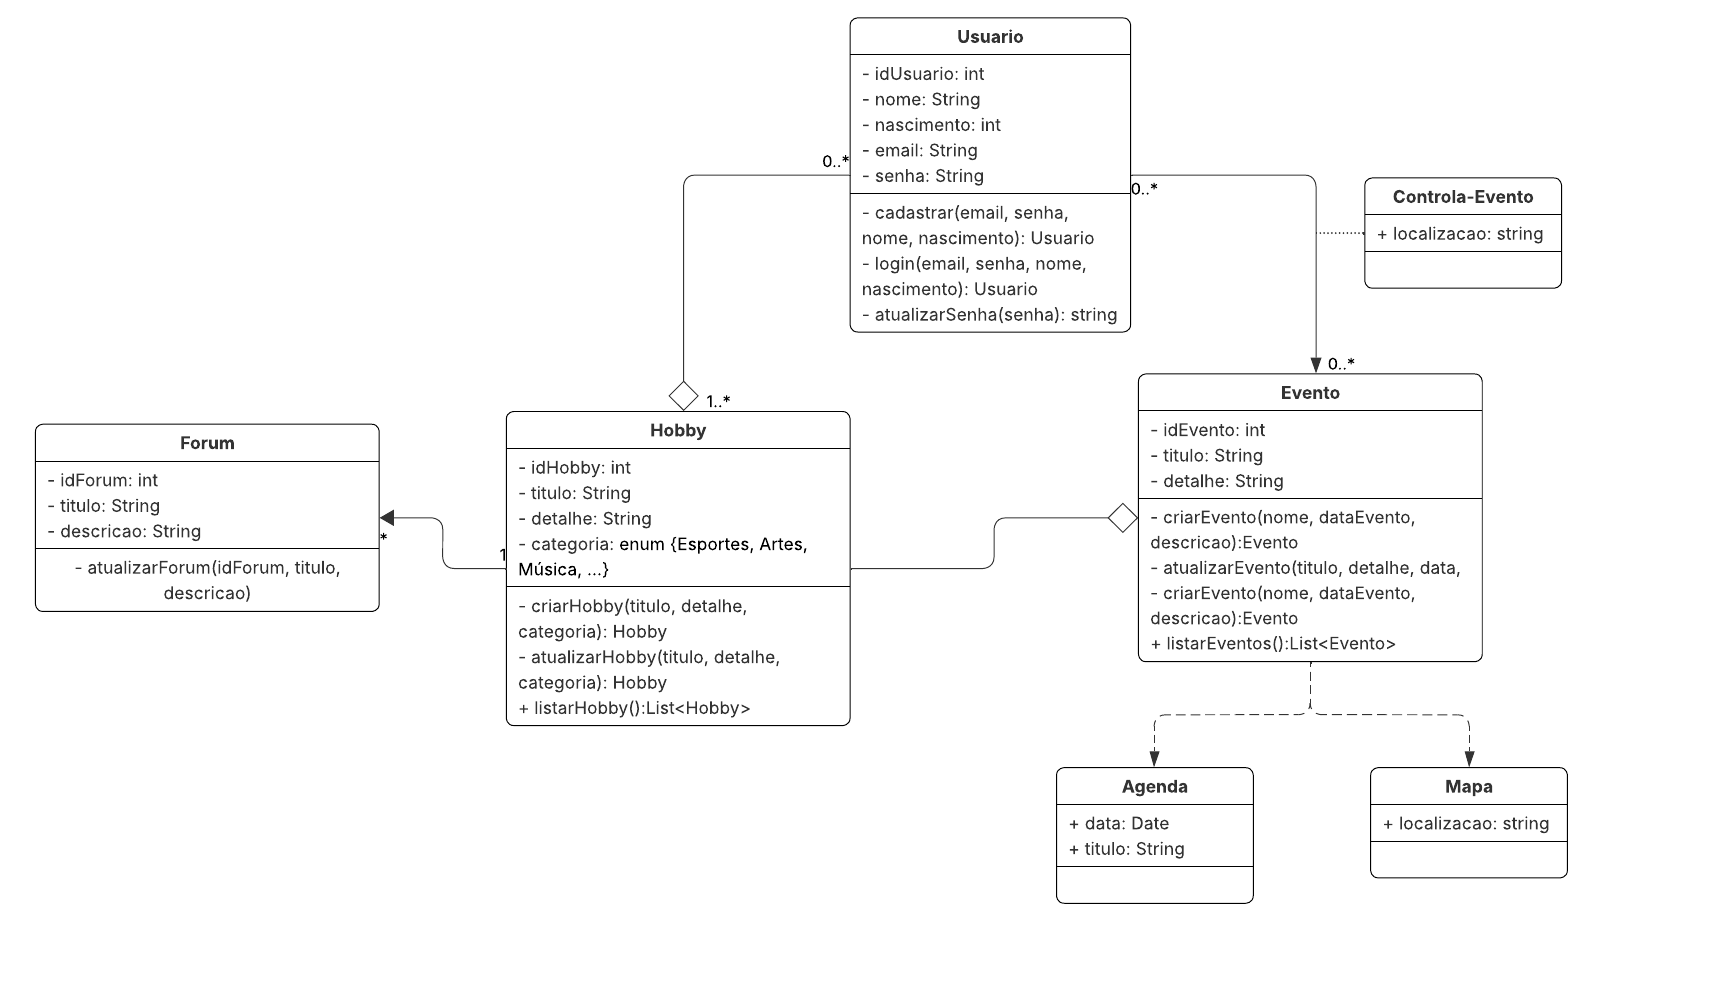 Usuario
- idUsuario: int
- nome: String
- nascimento: int
- email: String
- senha: String
- cadastrar(email, senha,
nome, nascimento): Usuario
- login(email, senha, nome,
nascimento): Usuario
- atualizarSenha(senha): string
0..*
0..*
Controla-Evento
+ localizacao: string
0..*
1..*
Evento
- idEvento: int
- titulo: String
- detalhe: String
- criarEvento(nome, dataEvento,
descricao):Evento
- atualizarEvento(titulo, detalhe, data,
- criarEvento(nome, dataEvento,
descricao):Evento
+ listarEventos():List<Evento>
Hobby
- idHobby: int
- titulo: String
- detalhe: String
- categoria: enum {Esportes, Artes,
Música, ...}
- criarHobby(titulo, detalhe,
categoria): Hobby
- atualizarHobby(titulo, detalhe,
categoria): Hobby
+ listarHobby():List<Hobby>
Forum
- idForum: int
- titulo: String
- descricao: String
- atualizarForum(idForum, titulo,
descricao)
*
1
Agenda
+ data: Date
+ titulo: String
Mapa
+ localizacao: string